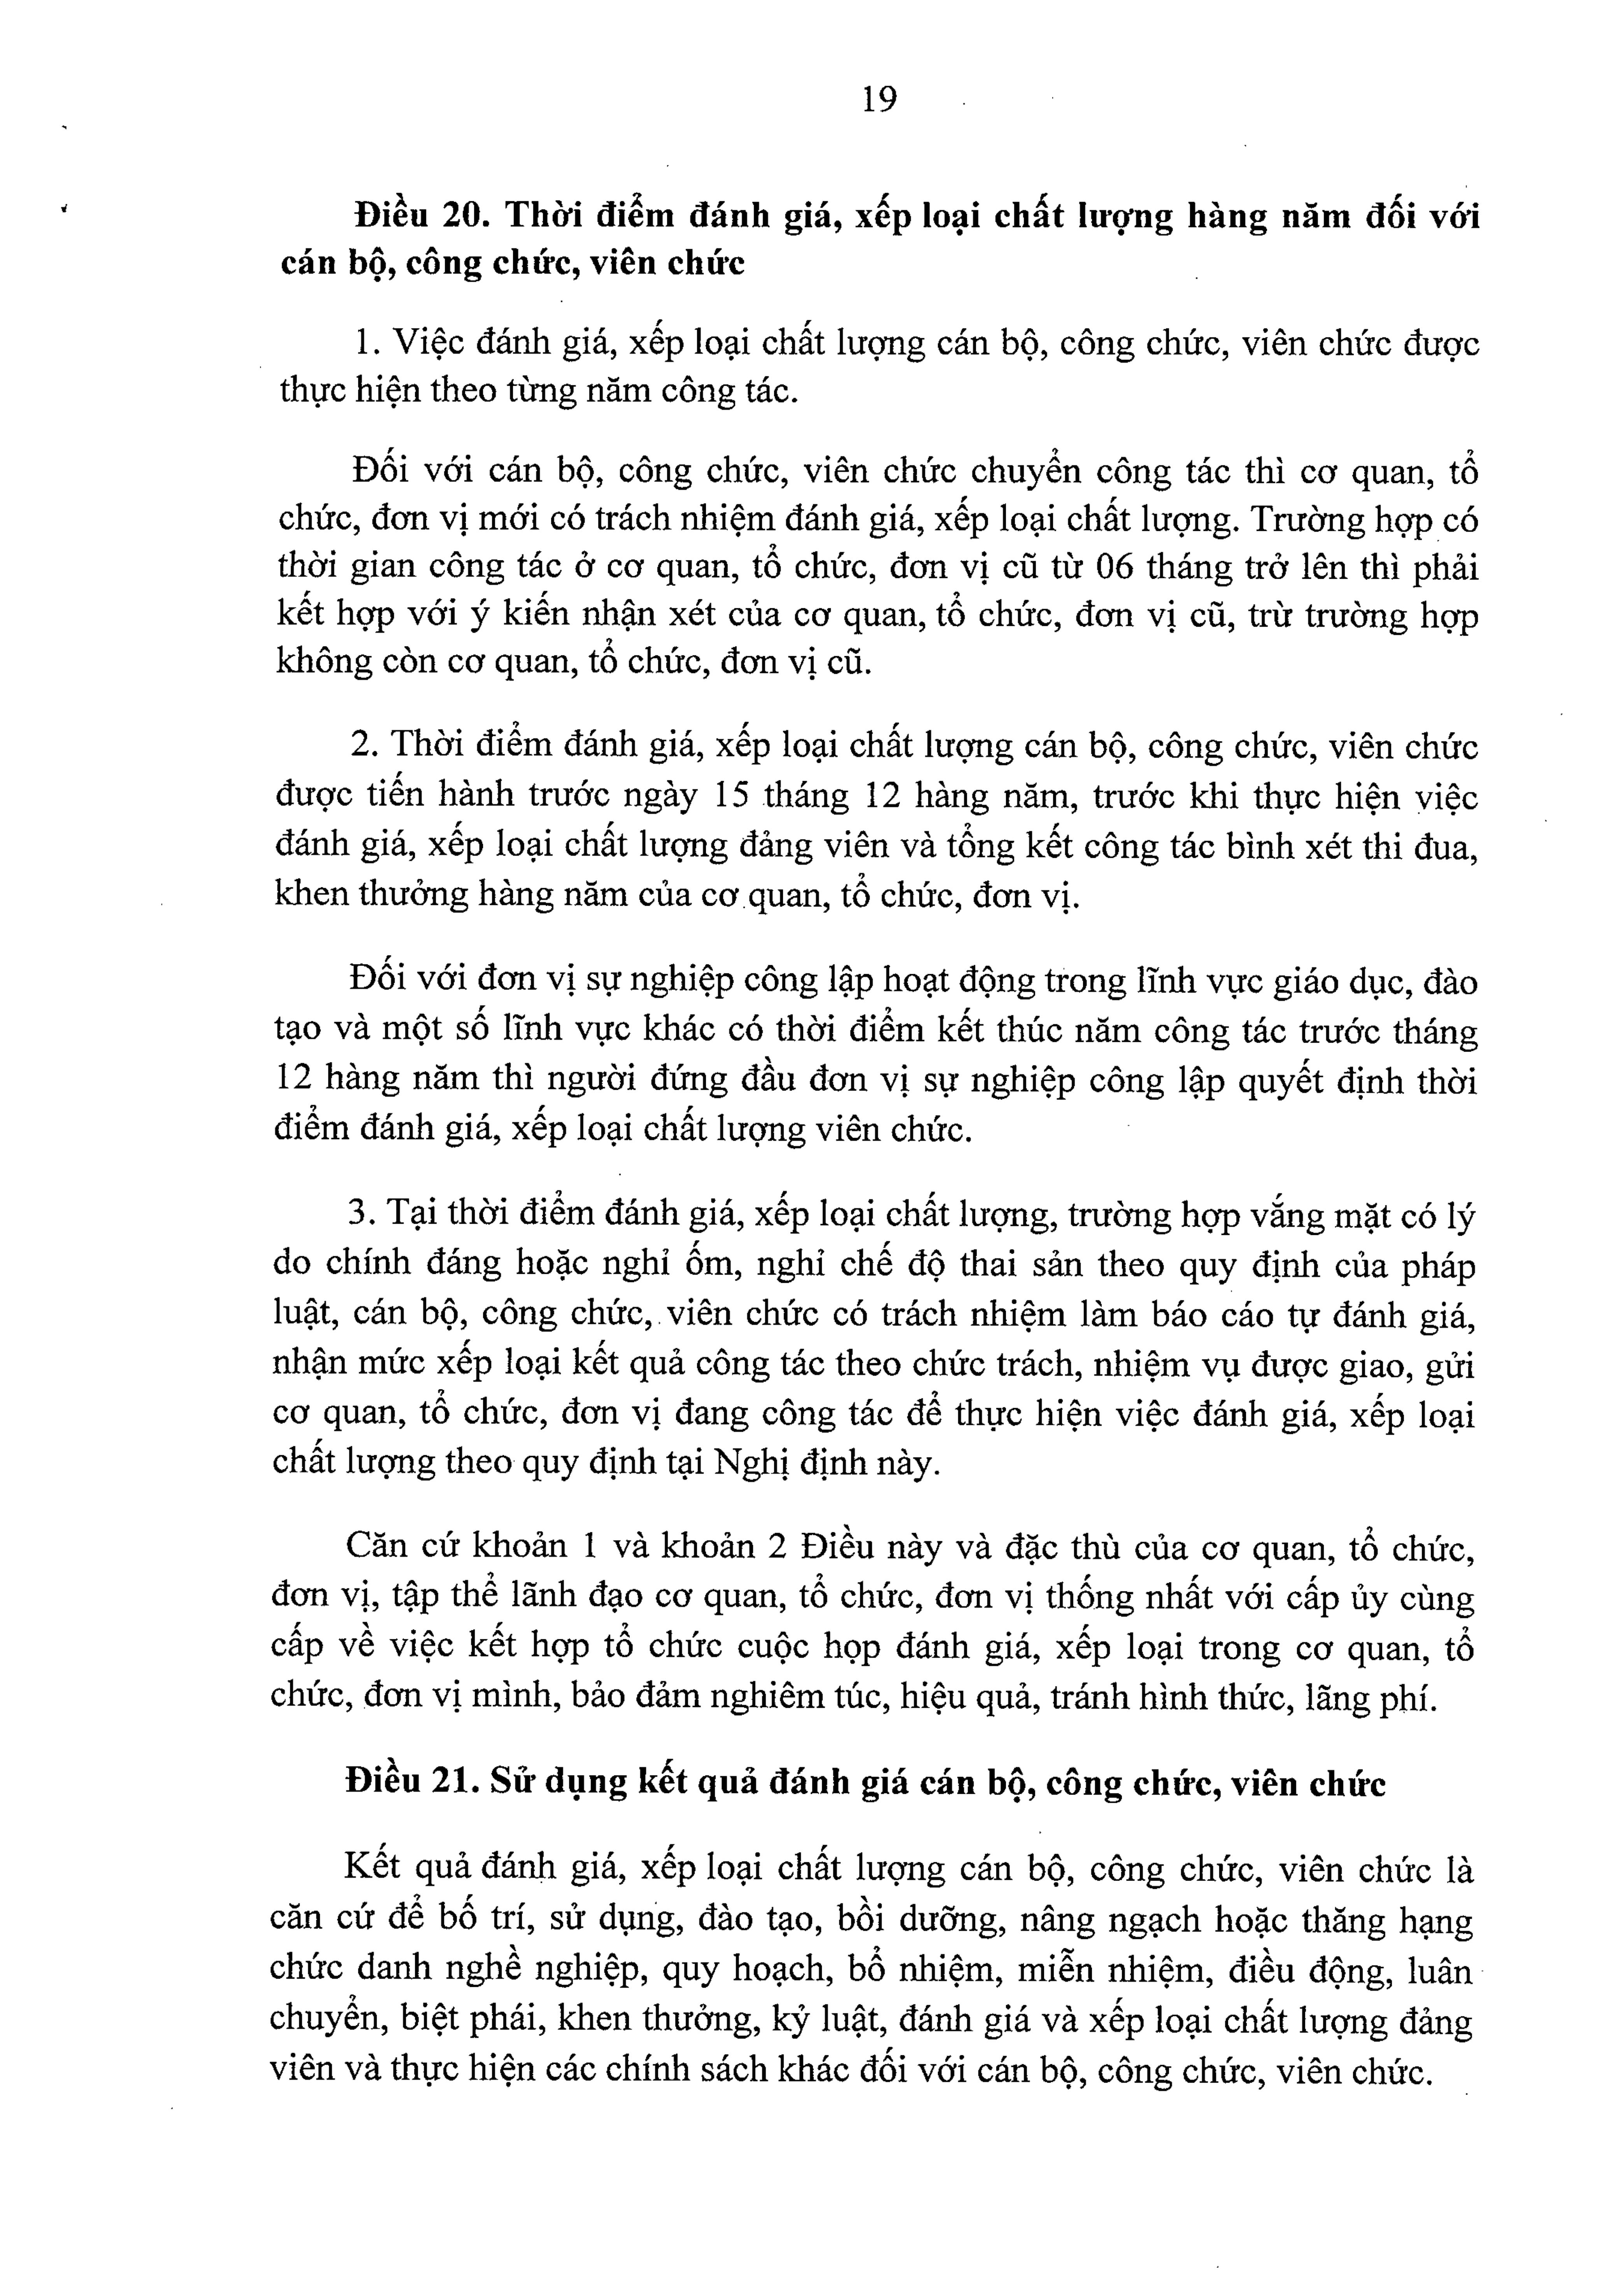 19
Điều 20. Thời điểm đánh giá, xếp loại chất lượng hàng năm đối với
cán bộ, công chức, viên chức
1. Việc đánh giá, xếp loại chất lượng cán bộ, công chức, viên chức được
thực hiện theo từng năm công tác.
Đối với cán bộ, công chức, viên chức chuyển công tác thì cơ quan, tổ
chức, đơn vị mới có trách nhiệm đánh giá, xếp loại chất lượng. Trường hợp có
thời gian công tác ở cơ quan, tổ chức, đơn vị cũ từ 06 tháng trở lên thì phải
kết hợp với ý kiến nhận xét của cơ quan, tổ chức, đơn vị cũ, trừ trường hợp
không còn cơ quan, tổ chức, đơn vị cũ.
2. Thời điểm đánh giá, xếp loại chất lượng cán bộ, công chức, viên chức
được tiến hành trước ngày 15 tháng 12 hàng năm, trước khi thực hiện việc
đánh giá, xếp loại chất lượng đảng viên và tổng kết công tác bình xét thi đua,
khen thưởng hàng năm của cơ quan, tổ chức, đơn vị.
Đối với đơn vị sự nghiệp công lập hoạt động trong lĩnh vực giáo dục, đào
tạo và một số lĩnh vực khác có thời điểm kết thúc năm công tác trước tháng
12 hàng năm thì người đứng đầu đơn vị sự nghiệp công lập quyết định thời
điểm đánh giá, xếp loại chất lượng viên chức.
3. Tại thời điểm đánh giá, xếp loại chất lượng, trường hợp vắng mặt có lý
do chính đáng hoặc nghỉ ốm, nghỉ chế độ thai sản theo quy định của pháp
luật, cán bộ, công chức, viên chức có trách nhiệm làm báo cáo tự đánh giá,
nhận mức xếp loại kết quả công tác theo chức trách, nhiệm vụ được giao, gửi
cơ quan, tổ chức, đơn vị đang công tác để thực hiện việc đánh giá, xếp loại
chất lượng theo quy định tại Nghị định này.
Căn cứ khoản 1 và khoản 2 Điều này và đặc thù của cơ quan, tổ chức,
đơn vị, tập thể lãnh đạo cơ quan, tổ chức, đơn vị thống nhất với cấp ủy cùng
cấp về việc kết hợp tổ chức cuộc họp đánh giá, xếp loại trong cơ quan, tổ
chức, đơn vị mình, bảo đảm nghiêm túc, hiệu quả, tránh hình thức, lãng phí.
Điều 21. Sử dụng kết quả đánh giá cán bộ, công chức, viên chức
Kết quả đánh giá, xếp loại chất lượng cán bộ, công chức, viên chức là
căn cứ để bố trí, sử dụng, đào tạo, bồi dưỡng, nâng ngạch hoặc thăng hạng
chức danh nghề nghiệp, quy hoạch, bổ nhiệm, miễn nhiệm, điều động, luân
chuyển, biệt phái, khen thưởng, kỷ luật, đánh giá và xếp loại chất lượng đảng
viên và thực hiện các chính sách khác đối với cán bộ, công chức, viên chức.